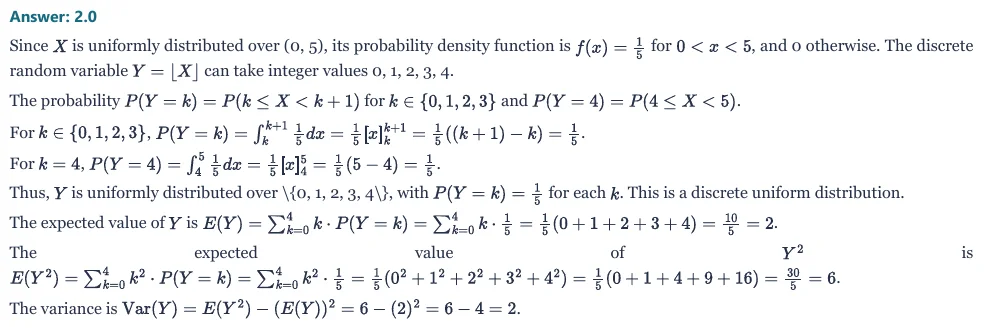 Answer: 2.0
Since X is uniformly distributed over (0, 5), its probability density function is f(x) = 1/5 for 0 < x < 5, and 0 otherwise. The discrete
random variable Y = ⌊X⌋ can take integer values 0, 1, 2, 3, 4.
The probability P(Y = k) = P(k ≤ X < k + 1) for k ∈ {0, 1, 2, 3} and P(Y = 4) = P(4 ≤ X < 5).
For k ∈ {0, 1, 2, 3}, P(Y = k) = ∫_k^{k+1} 1/5 dx = 1/5 [x]_k^{k+1} = 1/5 ((k + 1) − k) = 1/5.
For k = 4, P(Y = 4) = ∫_4^5 1/5 dx = 1/5 [x]_4^5 = 1/5 (5 − 4) = 1/5.
Thus, Y is uniformly distributed over \{0, 1, 2, 3, 4\}, with P(Y = k) = 1/5 for each k. This is a discrete uniform distribution.
The expected value of Y is E(Y) = ∑_{k=0}^4 k · P(Y = k) = ∑_{k=0}^4 k · 1/5 = 1/5 (0 + 1 + 2 + 3 + 4) = 10/5 = 2.
The expected value of Y² is
E(Y²) = ∑_{k=0}^4 k² · P(Y = k) = ∑_{k=0}^4 k² · 1/5 = 1/5 (0² + 1² + 2² + 3² + 4²) = 1/5 (0 + 1 + 4 + 9 + 16) = 30/5 = 6.
The variance is Var(Y) = E(Y²) − (E(Y))² = 6 − (2)² = 6 − 4 = 2.